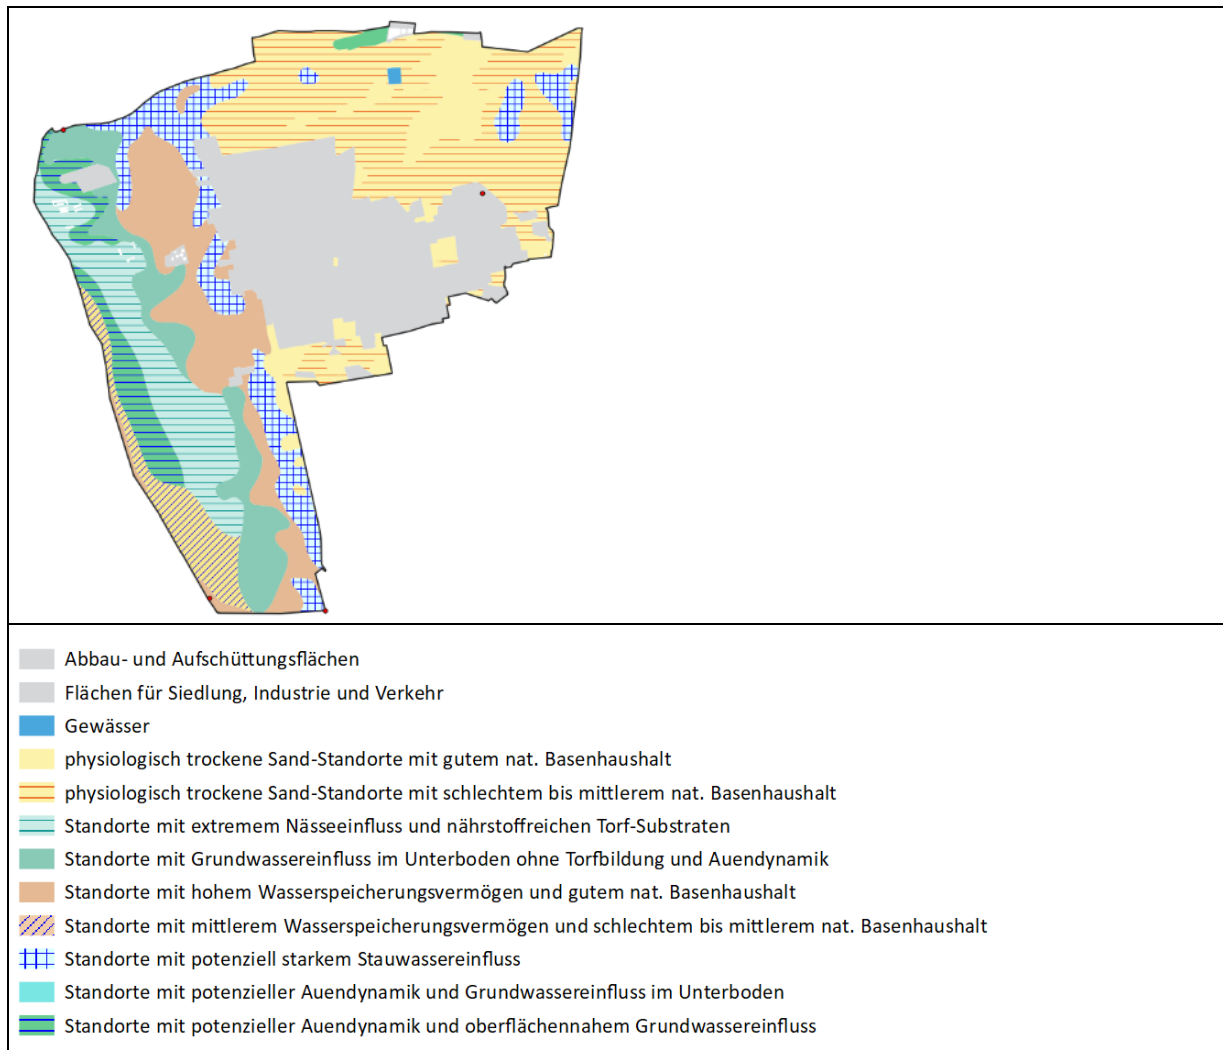 Abbau- und Aufschüttungsflächen
Flächen für Siedlung, Industrie und Verkehr
Gewässer
physiologisch trockene Sand-Standorte mit gutem nat. Basenhaushalt
physiologisch trockene Sand-Standorte mit schlechtem bis mittlerem nat. Basenhaushalt
Standorte mit extremem Nässeeinfluss und nährstoffreichen Torf-Substraten
Standorte mit Grundwassereinfluss im Unterboden ohne Torfbildung und Auendynamik
Standorte mit hohem Wasserspeicherungsvermögen und gutem nat. Basenhaushalt
Standorte mit mittlerem Wasserspeicherungsvermögen und schlechtem bis mittlerem nat. Basenhaushalt
Standorte mit potenziell starkem Stauwassereinfluss
Standorte mit potenzieller Auendynamik und Grundwassereinfluss im Unterboden
Standorte mit potenzieller Auendynamik und oberflächennahem Grundwassereinfluss